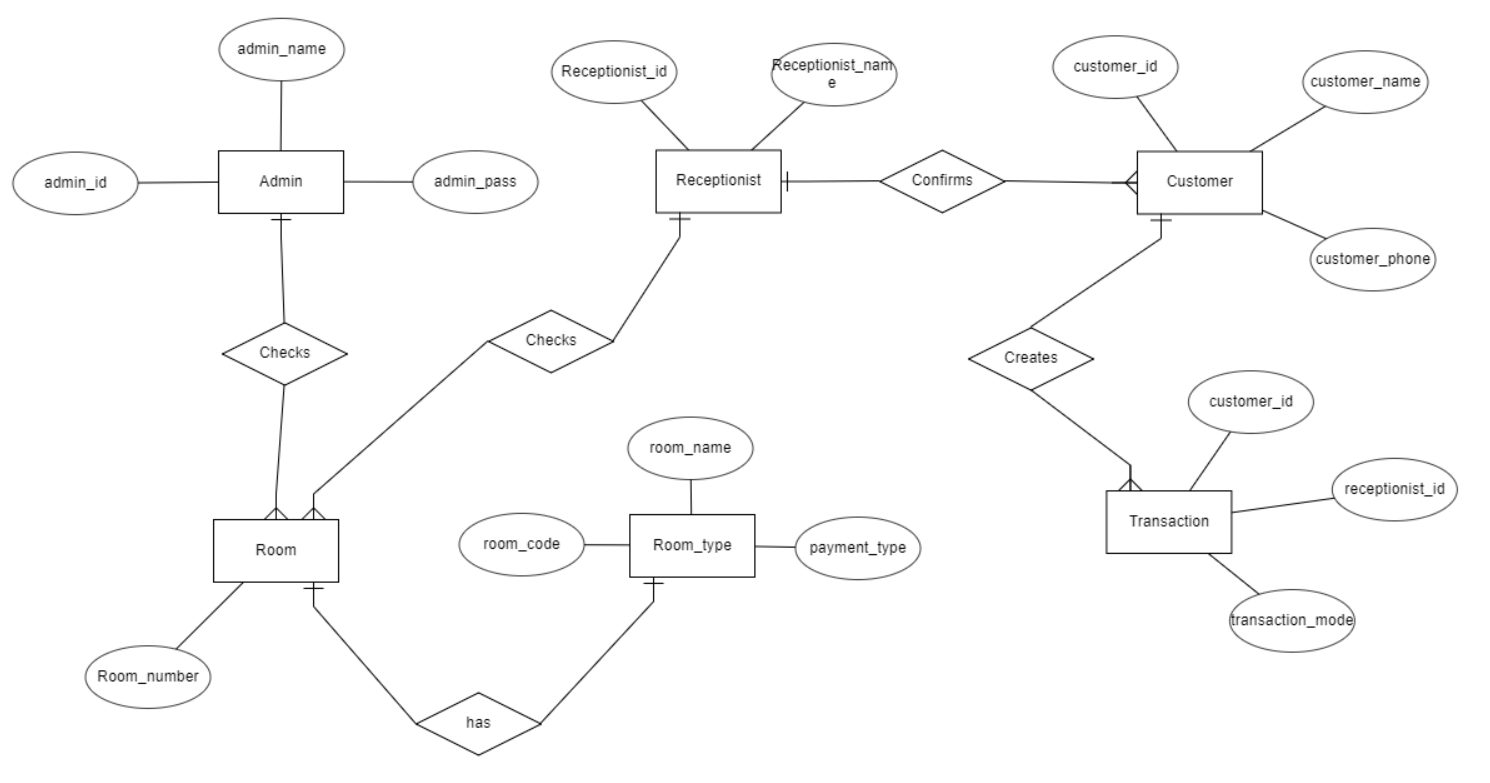 admin_name
Receptionist_id
Receptionist_nam
e
customer_id
customer_name
admin_id
Admin
admin_pass
Receptionist
Confirms
Customer
customer_phone
Checks
Checks
Creates
customer_id
room_name
receptionist_id
Room
room_code
Room_type
payment_type
Transaction
transaction_mode
Room_number
has